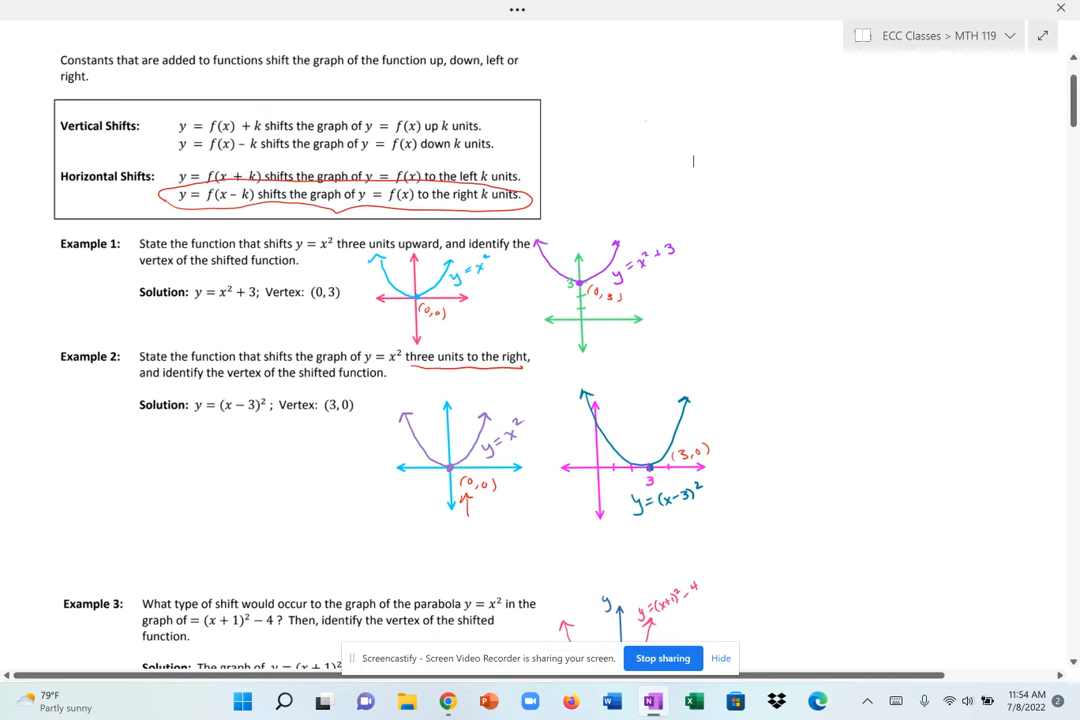 •••
ECC Classes > MTH 119
Constants that are added to functions shift the graph of the function up, down, left or
right.
Vertical Shifts: y = f(x) + k shifts the graph of y = f(x) up k units.
y = f(x) – k shifts the graph of y = f(x) down k units.
Horizontal Shifts: y = f(x + k) shifts the graph of y = f(x) to the left k units.
y = f(x – k) shifts the graph of y = f(x) to the right k units.
Example 1: State the function that shifts y = x² three units upward, and identify the
vertex of the shifted function.
Solution: y = x² + 3; Vertex: (0, 3)
y = x²
(0,0)
y = x² + 3
3
(0,3)
Example 2: State the function that shifts the graph of y = x² three units to the right,
and identify the vertex of the shifted function.
Solution: y = (x − 3)² ; Vertex: (3, 0)
y = x²
(0,0)
(3,0)
3
y = (x−3)²
Example 3: What type of shift would occur to the graph of the parabola y = x² in the
graph of = (x + 1)² − 4 ? Then, identify the vertex of the shifted
function.
y
y = (x+1)² − 4
Solution: The graph of y = (x + 1)²
Screencastify - Screen Video Recorder is sharing your screen.
Stop sharing
Hide
79°F
Partly sunny
11:54 AM
7/8/2022
2